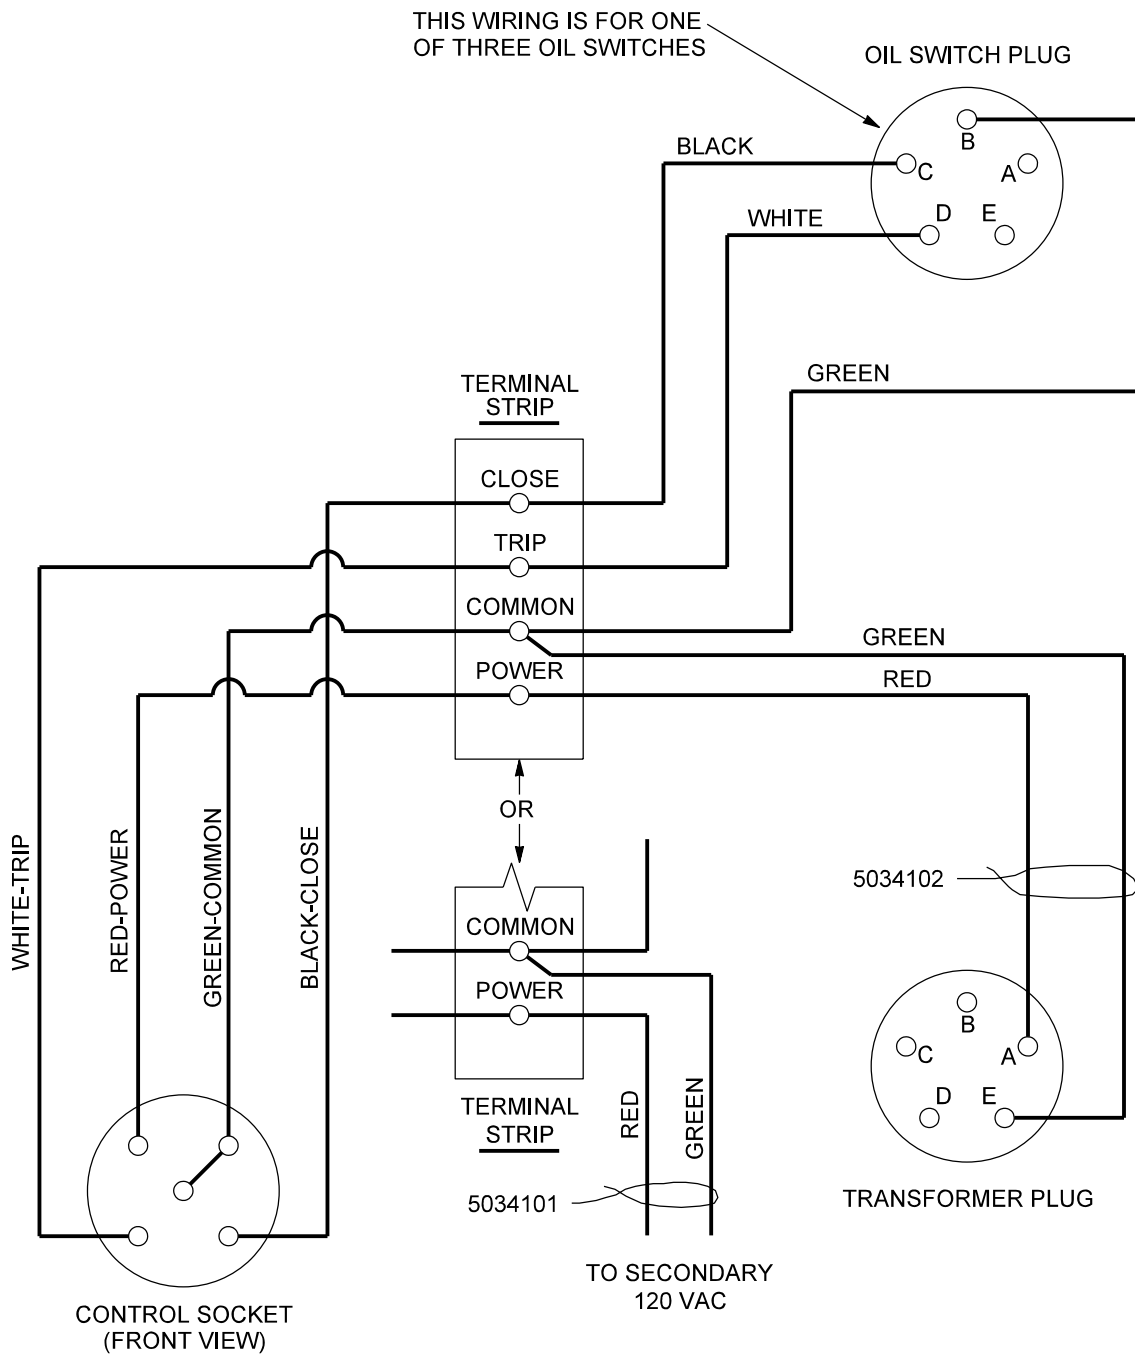 THIS WIRING IS FOR ONE
OF THREE OIL SWITCHES
OIL SWITCH PLUG
B
C
A
D
E
BLACK
WHITE
GREEN
TERMINAL
STRIP
CLOSE
TRIP
COMMON
POWER
GREEN
RED
OR
WHITE-TRIP
RED-POWER
GREEN-COMMON
BLACK-CLOSE
5034102
COMMON
POWER
TERMINAL
STRIP
RED
GREEN
5034101
TO SECONDARY
120 VAC
B
C
A
D
E
TRANSFORMER PLUG
CONTROL SOCKET
(FRONT VIEW)